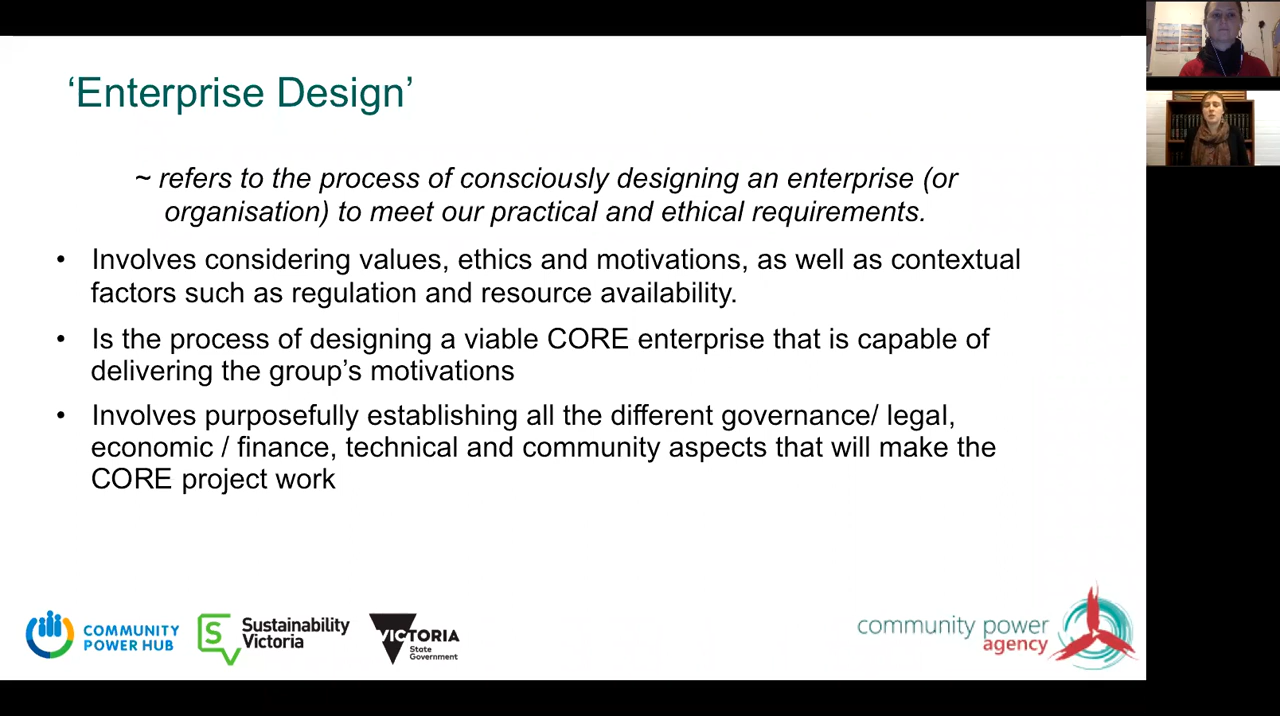 ‘Enterprise Design’
~ refers to the process of consciously designing an enterprise (or
organisation) to meet our practical and ethical requirements.
• Involves considering values, ethics and motivations, as well as contextual
factors such as regulation and resource availability.
• Is the process of designing a viable CORE enterprise that is capable of
delivering the group’s motivations
• Involves purposefully establishing all the different governance/ legal,
economic / finance, technical and community aspects that will make the
CORE project work
COMMUNITY
POWER HUB
S
Sustainability
Victoria
VICTORIA
State
Government
community power
agency